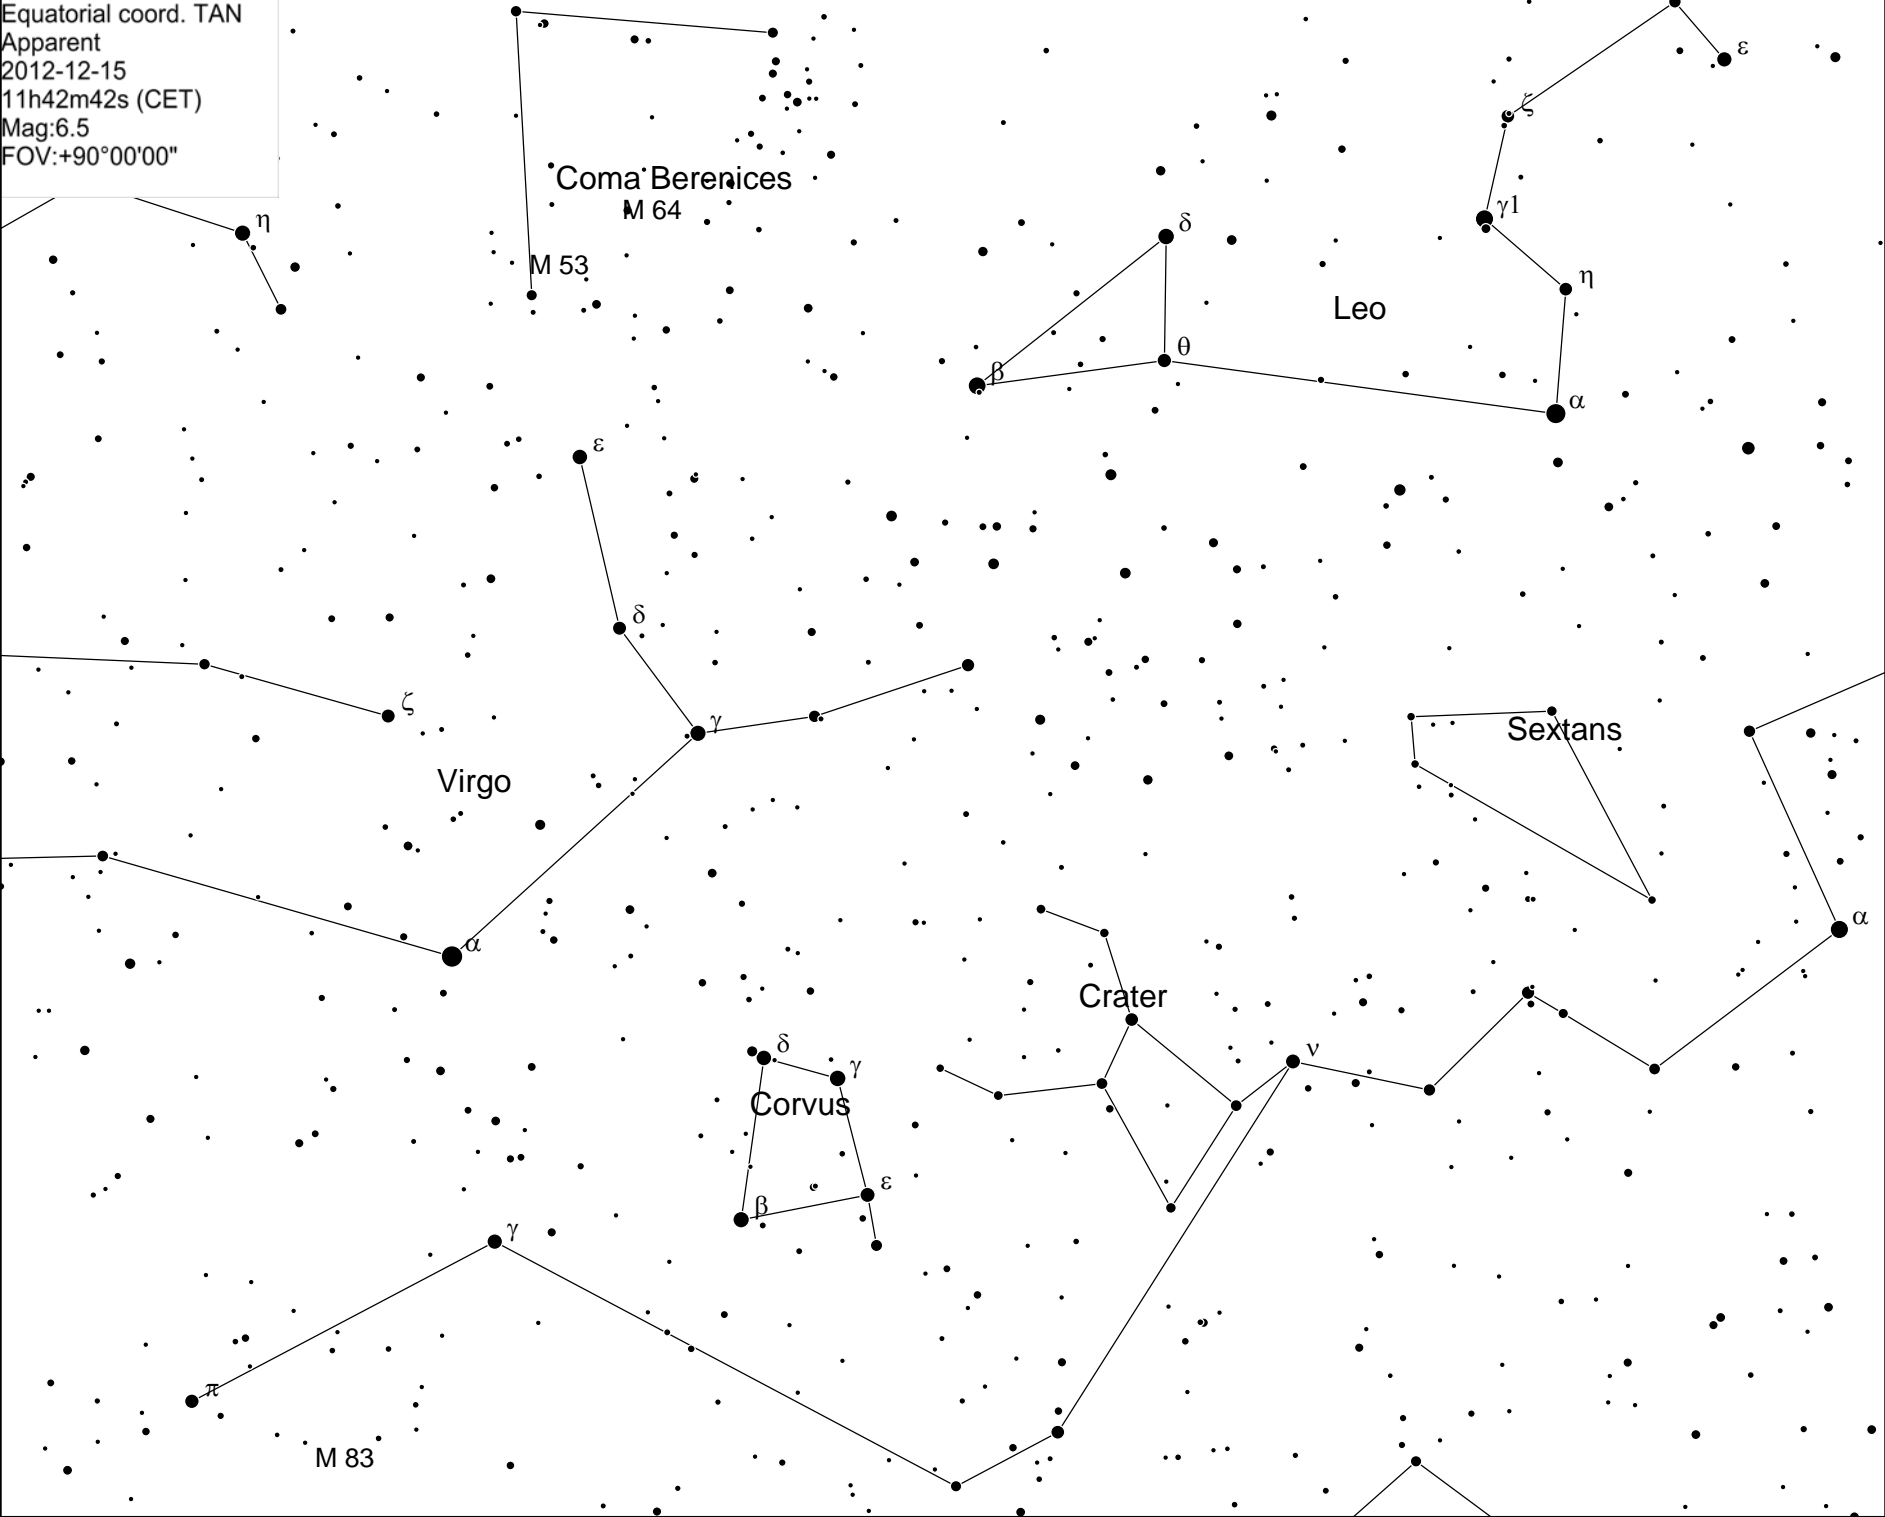 Equatorial coord. TAN
Apparent
2012-12-15
11h42m42s (CET)
Mag:6.5
FOV:+90°00'00"
ε
ζ
Coma Berenices
M 64
γ1
η
δ
M 53
η
Leo
θ
β
α
ε
δ
ζ
γ
Sextans
Virgo
α
α
Crater
δ
ν
γ
Corvus
ε
β
γ
π
M 83